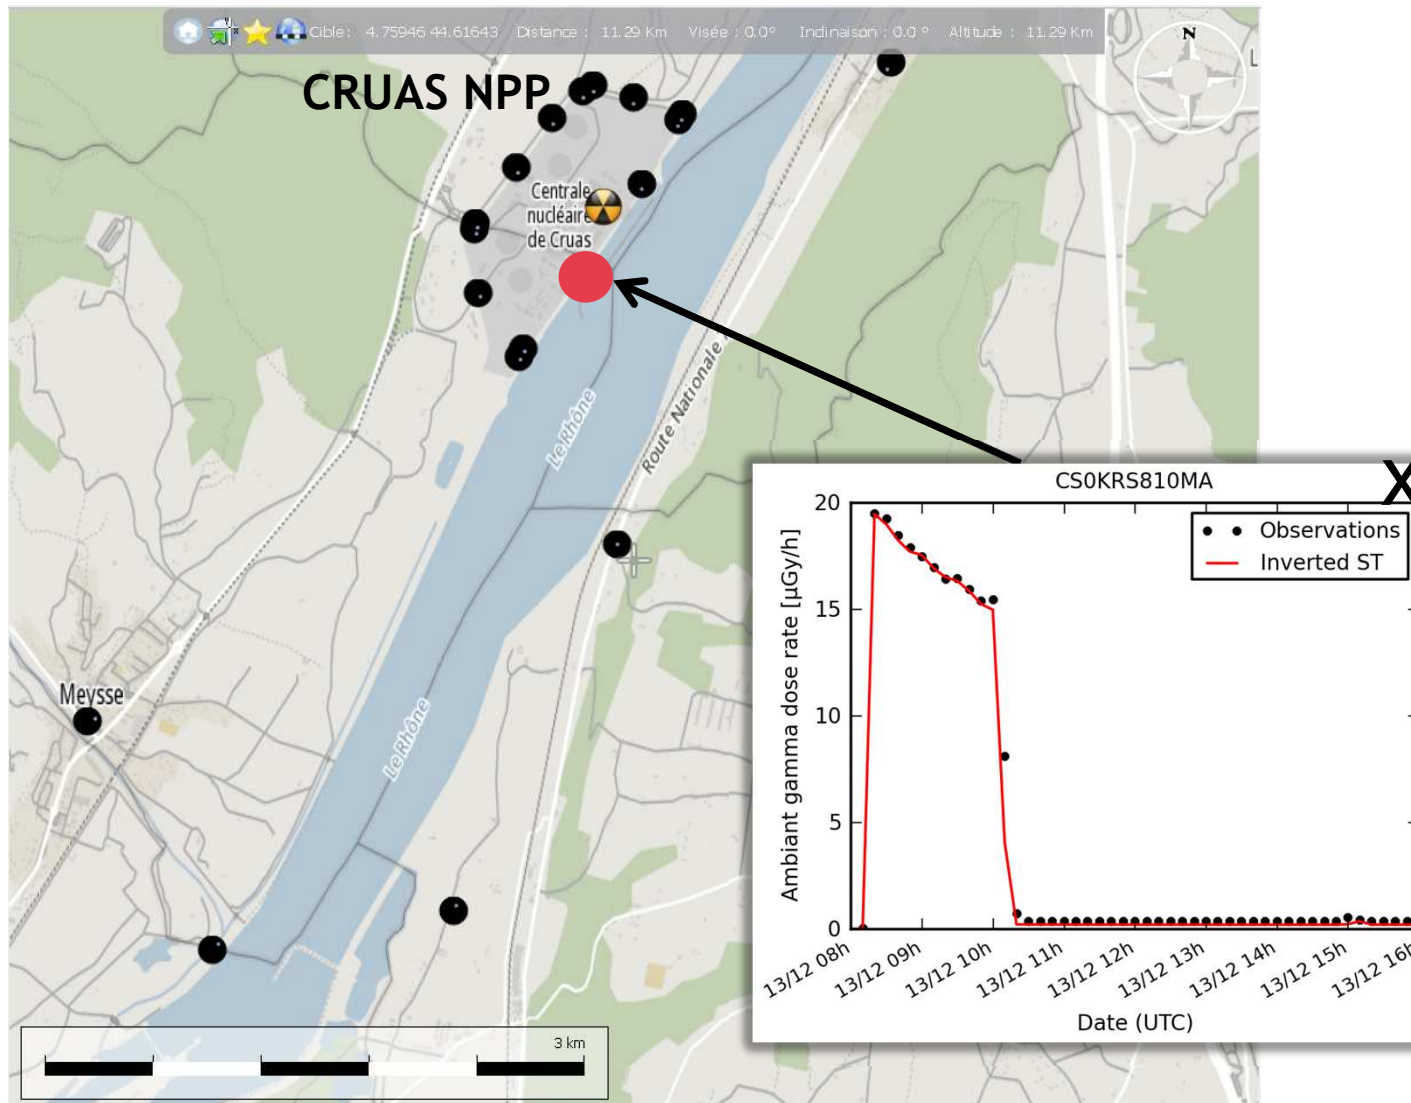 Cible : 4.75946 44.61643 Distance : 11.29 Km Visée : 0.0° Inclinaison : 0.0 ° Altitude : 11.29 Km
N
L
CRUAS NPP
Centrale
nucléaire
de Cruas
Le Rhône
Route Nationale
Meysse
Le Rhône
3 km
X
CS0KRS810MA
Observations
Inverted ST
Ambiant gamma dose rate [µGy/h]
20
15
10
5
0
13/12 08h
13/12 09h
13/12 10h
13/12 11h
13/12 12h
13/12 13h
13/12 14h
13/12 15h
13/12 16h
Date (UTC)